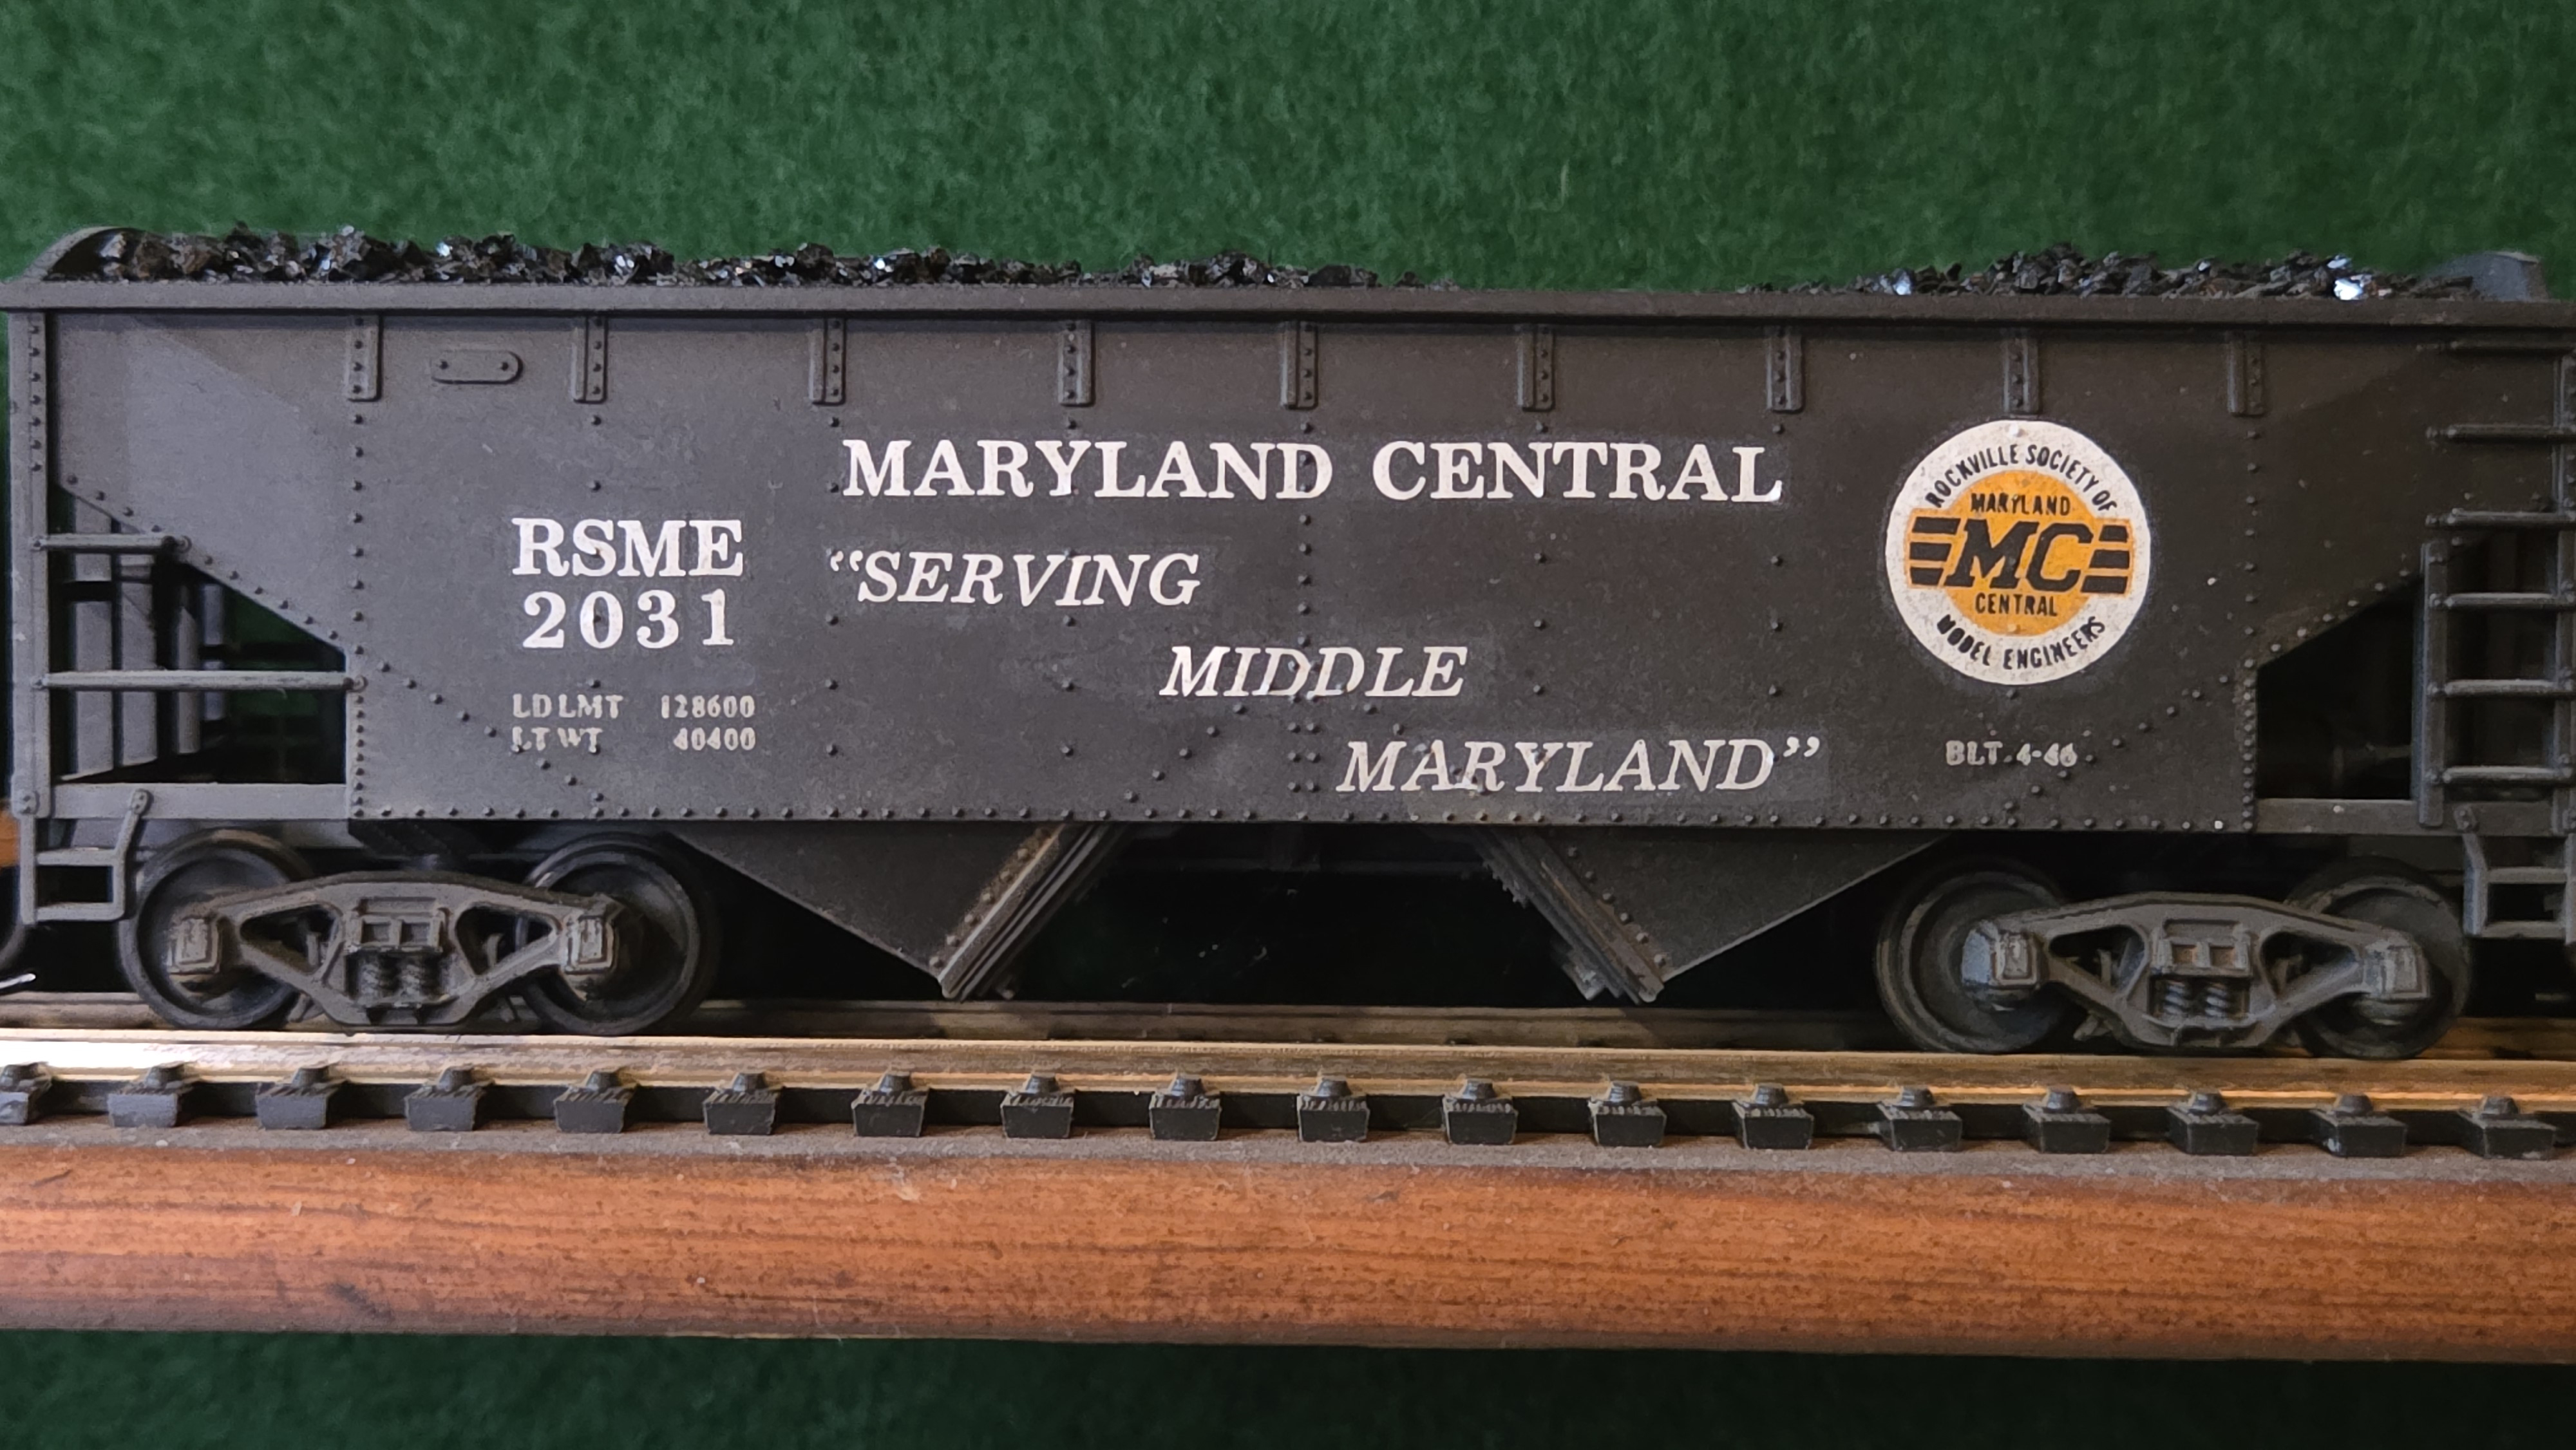 MARYLAND CENTRAL
RSME
2031
"SERVING
MIDDLE
MARYLAND"
LD LMT 128600
LT WT 40400
ROCKVILLE SOCIETY OF
MARYLAND
MC
CENTRAL
MODEL ENGINEERS
BLT. 4-46